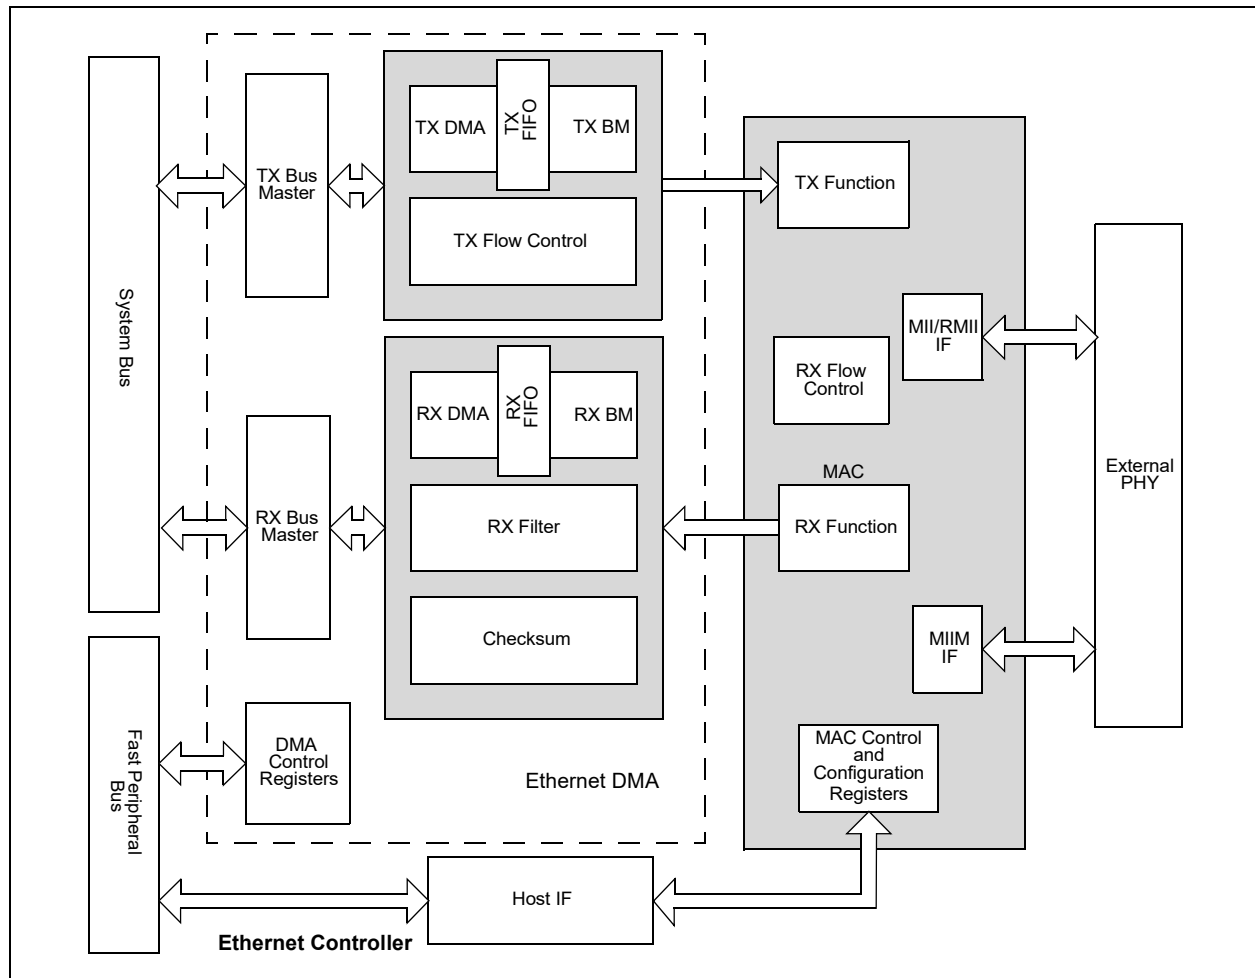 System Bus
Fast Peripheral
Bus
TX Bus
Master
TX DMA
TX
FIFO
TX BM
TX Flow Control
RX Bus
Master
RX DMA
RX
FIFO
RX BM
RX Filter
Checksum
DMA
Control
Registers
Ethernet DMA
TX Function
MII/RMII
IF
RX Flow
Control
MAC
RX Function
MIIM
IF
MAC Control
and
Configuration
Registers
External
PHY
Host IF
Ethernet Controller